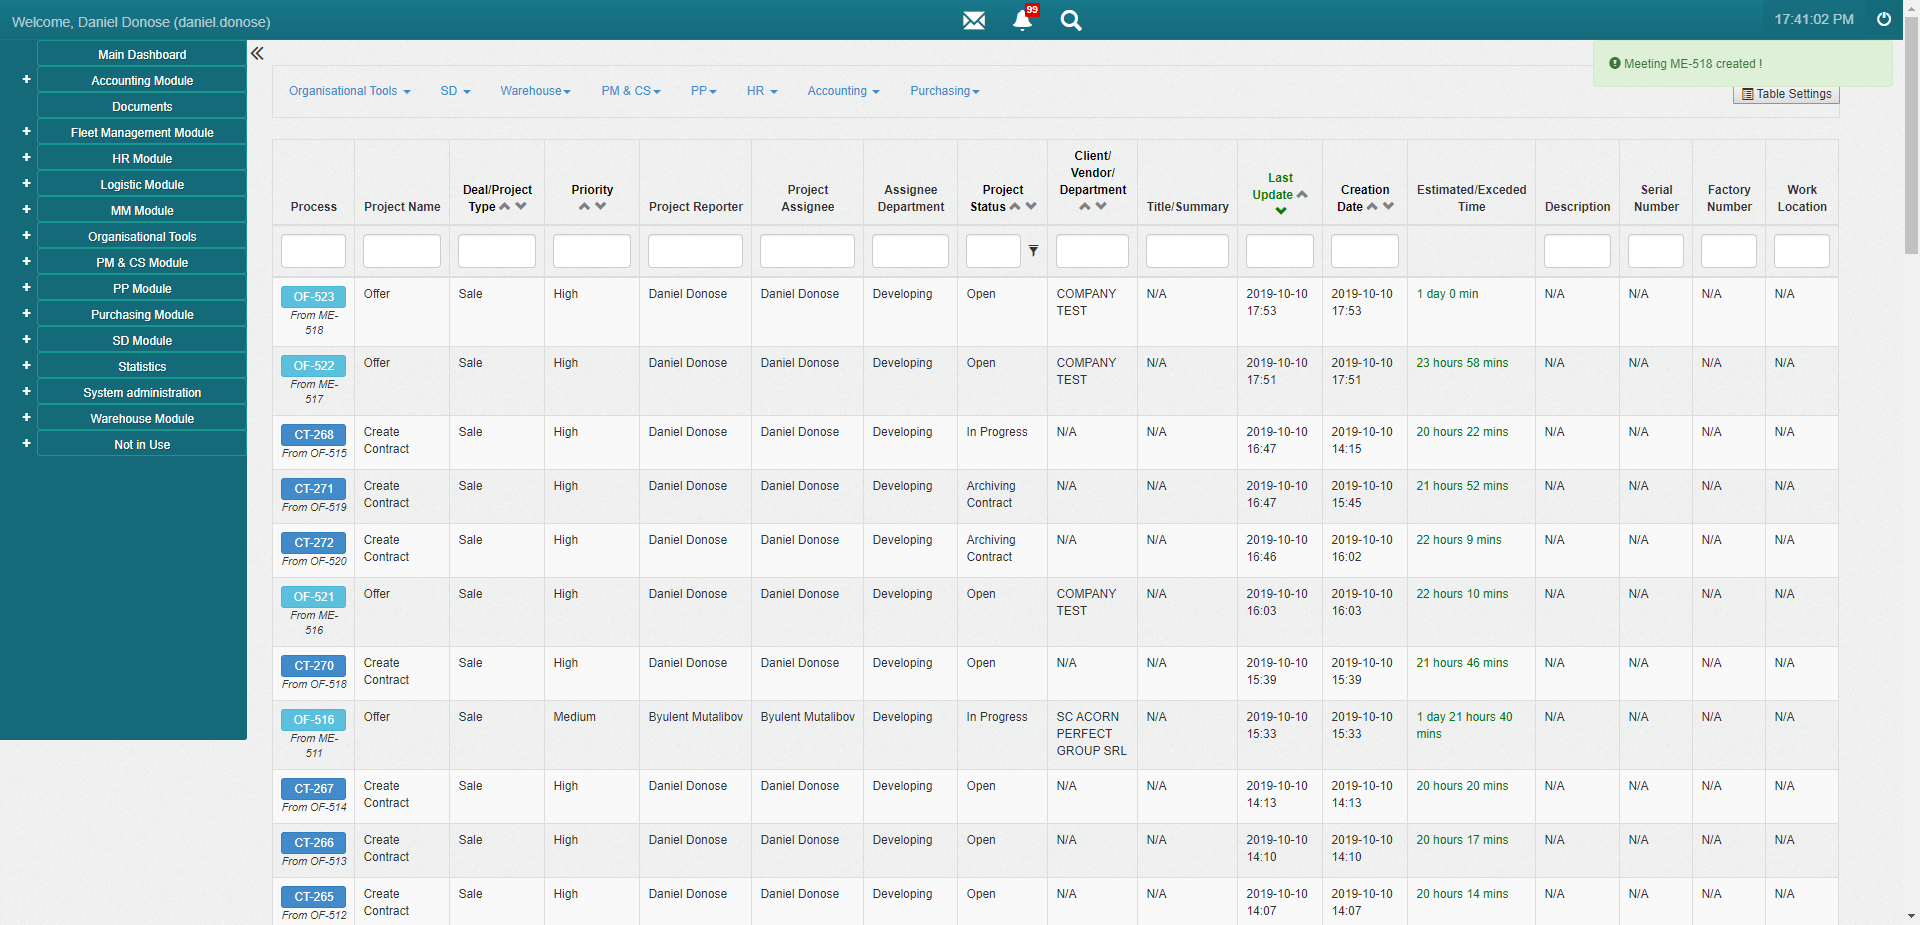 Welcome, Daniel Donose (daniel.donose)
99
17:41:02 PM
Meeting ME-518 created !
Main Dashboard
+ Accounting Module
Documents
+ Fleet Management Module
+ HR Module
+ Logistic Module
+ MM Module
+ Organisational Tools
+ PM & CS Module
+ PP Module
+ Purchasing Module
+ SD Module
+ Statistics
+ System administration
+ Warehouse Module
+ Not in Use
Organisational Tools SD Warehouse PM & CS PP HR Accounting Purchasing
Table Settings
Process
Project Name
Deal/Project
Type
Priority
Project Reporter
Project
Assignee
Assignee
Department
Project
Status
Client/
Vendor/
Department
Title/Summary
Last
Update
Creation
Date
Estimated/Exceded
Time
Description
Serial
Number
Factory
Number
Work
Location
OF-523 Offer Sale High Daniel Donose Daniel Donose Developing Open COMPANY N/A 2019-10-10 2019-10-10 1 day 0 min N/A N/A N/A N/A
From ME- TEST 17:53 17:53
518
OF-522 Offer Sale High Daniel Donose Daniel Donose Developing Open COMPANY N/A 2019-10-10 2019-10-10 23 hours 58 mins N/A N/A N/A N/A
From ME- TEST 17:51 17:51
517
CT-268 Create Sale High Daniel Donose Daniel Donose Developing In Progress N/A N/A 2019-10-10 2019-10-10 20 hours 22 mins N/A N/A N/A N/A
From OF-515 Contract 16:47 14:15
CT-271 Create Sale High Daniel Donose Daniel Donose Developing Archiving N/A N/A 2019-10-10 2019-10-10 21 hours 52 mins N/A N/A N/A N/A
From OF-519 Contract Contract 16:47 15:45
CT-272 Create Sale High Daniel Donose Daniel Donose Developing Archiving N/A N/A 2019-10-10 2019-10-10 22 hours 9 mins N/A N/A N/A N/A
From OF-520 Contract Contract 16:46 16:02
OF-521 Offer Sale High Daniel Donose Daniel Donose Developing Open COMPANY N/A 2019-10-10 2019-10-10 22 hours 10 mins N/A N/A N/A N/A
From ME- TEST 16:03 16:03
516
CT-270 Create Sale High Daniel Donose Daniel Donose Developing Open N/A N/A 2019-10-10 2019-10-10 21 hours 46 mins N/A N/A N/A N/A
From OF-518 Contract 15:39 15:39
OF-516 Offer Sale Medium Byulent Mutalibov Byulent Mutalibov Developing In Progress SC ACORN N/A 2019-10-10 2019-10-10 1 day 21 hours 40 N/A N/A N/A N/A
From ME- PERFECT 15:33 15:33 mins
511 GROUP SRL
CT-267 Create Sale High Daniel Donose Daniel Donose Developing Open N/A N/A 2019-10-10 2019-10-10 20 hours 20 mins N/A N/A N/A N/A
From OF-514 Contract 14:13 14:13
CT-266 Create Sale High Daniel Donose Daniel Donose Developing Open N/A N/A 2019-10-10 2019-10-10 20 hours 17 mins N/A N/A N/A N/A
From OF-513 Contract 14:10 14:10
CT-265 Create Sale High Daniel Donose Daniel Donose Developing Open N/A N/A 2019-10-10 2019-10-10 20 hours 14 mins N/A N/A N/A N/A
From OF-512 Contract 14:07 14:07